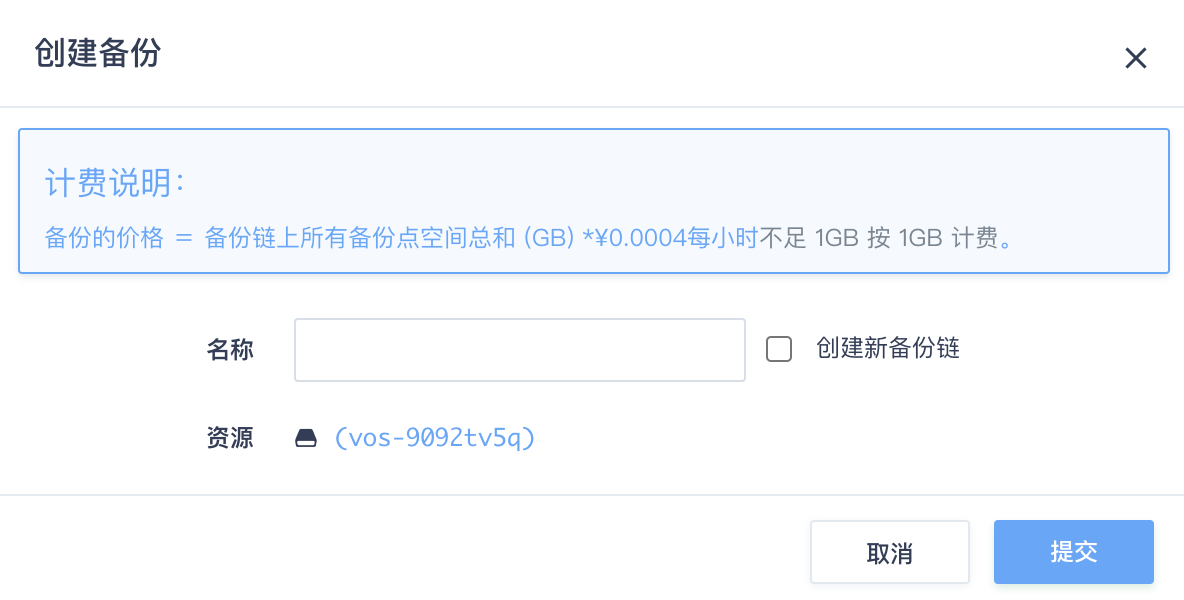 创建备份
计费说明：
备份的价格 ＝ 备份链上所有备份点空间总和 (GB) *¥0.0004每小时不足 1GB 按 1GB 计费。
名称 创建新备份链
资源 (vos-9092tv5q)
取消 提交